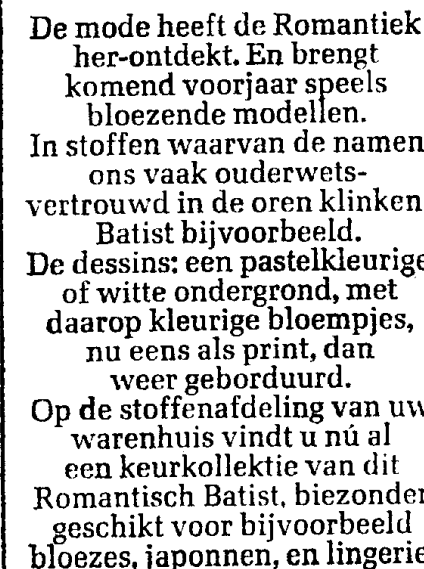 De mode heeft de Romantiek
her-ontdekt. En brengt
komend voorjaar speels
bloezende modellen.
In stoffen waarvan de namen
ons vaak ouderwets-
vertrouwd in de oren klinken
Batist bijvoorbeeld.
De dessins: een pastelkleurige
of witte ondergrond, met
daarop kleurige bloempjes,
nu eens als print, dan
weer geborduurd.
Op de stoffenafdeling van uw
warenhuis vindt u nú al
een keurkollektie van dit
Romantisch Batist, biezonder
geschikt voor bijvoorbeeld
bloezes, japonnen, en lingerie